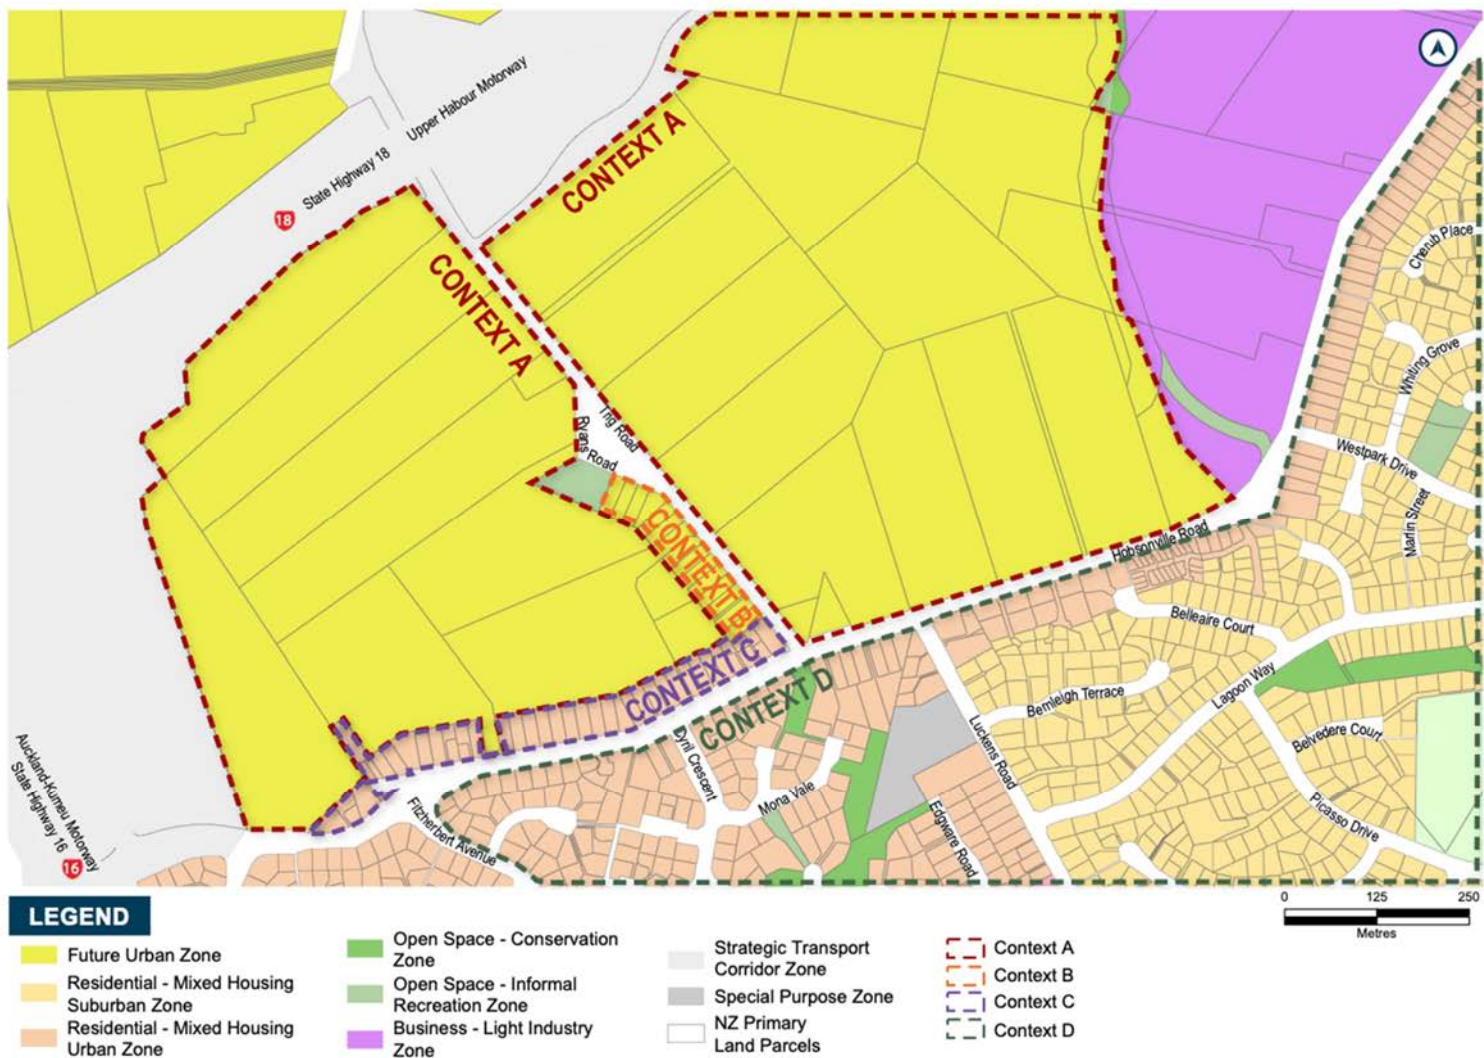 Upper Habour Motorway
State Highway 18
18
CONTEXT A
CONTEXT A
Trig Road
Ryans Road
CONTEXT B
CONTEXT C
CONTEXT D
Hobsonville Road
Cherub Place
Whiting Grove
Westpark Drive
Marlin Street
Belleaire Court
Lagoon Way
Bernleigh Terrace
Belvedere Court
Luckens Road
Picasso Drive
Cyril Crescent
Mona Vale
Edgware Road
Fitzherbert Avenue
Auckland-Kumeu Motorway
State Highway 16
16
0 125 250
Metres
LEGEND
Future Urban Zone
Residential - Mixed Housing
Suburban Zone
Residential - Mixed Housing
Urban Zone
Open Space - Conservation
Zone
Open Space - Informal
Recreation Zone
Business - Light Industry
Zone
Strategic Transport
Corridor Zone
Special Purpose Zone
NZ Primary
Land Parcels
Context A
Context B
Context C
Context D